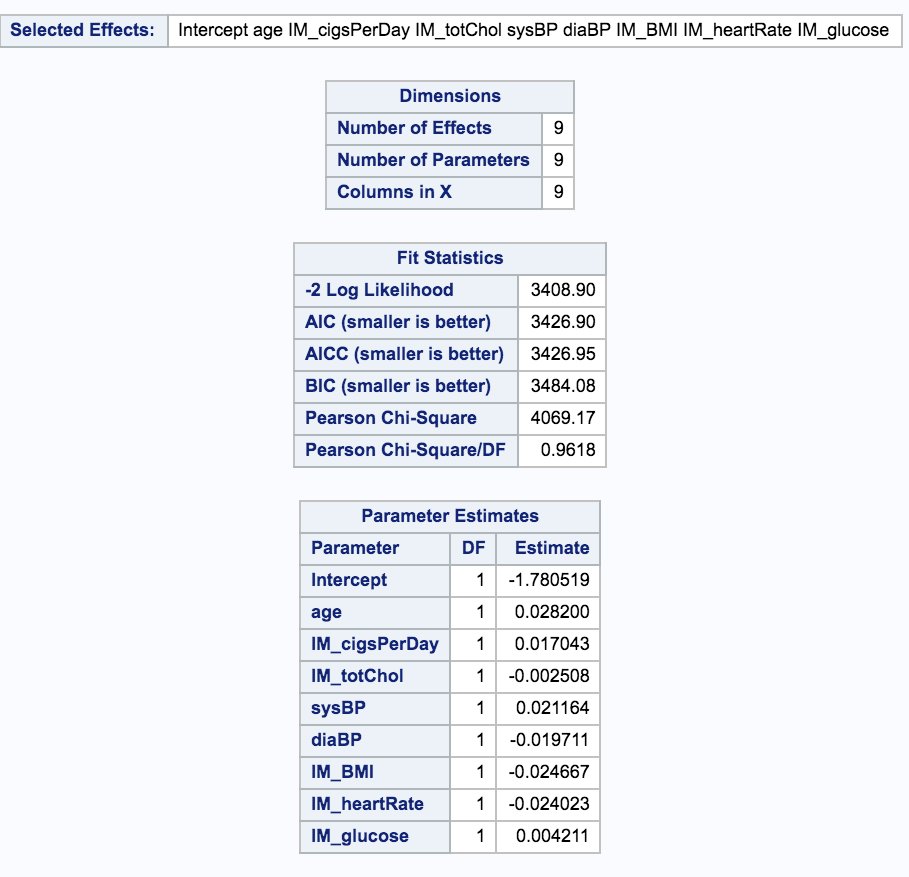 Selected Effects: Intercept age IM_cigsPerDay IM_totChol sysBP diaBP IM_BMI IM_heartRate IM_glucose
Dimensions
Number of Effects 9
Number of Parameters 9
Columns in X 9
Fit Statistics
-2 Log Likelihood 3408.90
AIC (smaller is better) 3426.90
AICC (smaller is better) 3426.95
BIC (smaller is better) 3484.08
Pearson Chi-Square 4069.17
Pearson Chi-Square/DF 0.9618
Parameter Estimates
Parameter DF Estimate
Intercept 1 -1.780519
age 1 0.028200
IM_cigsPerDay 1 0.017043
IM_totChol 1 -0.002508
sysBP 1 0.021164
diaBP 1 -0.019711
IM_BMI 1 -0.024667
IM_heartRate 1 -0.024023
IM_glucose 1 0.004211